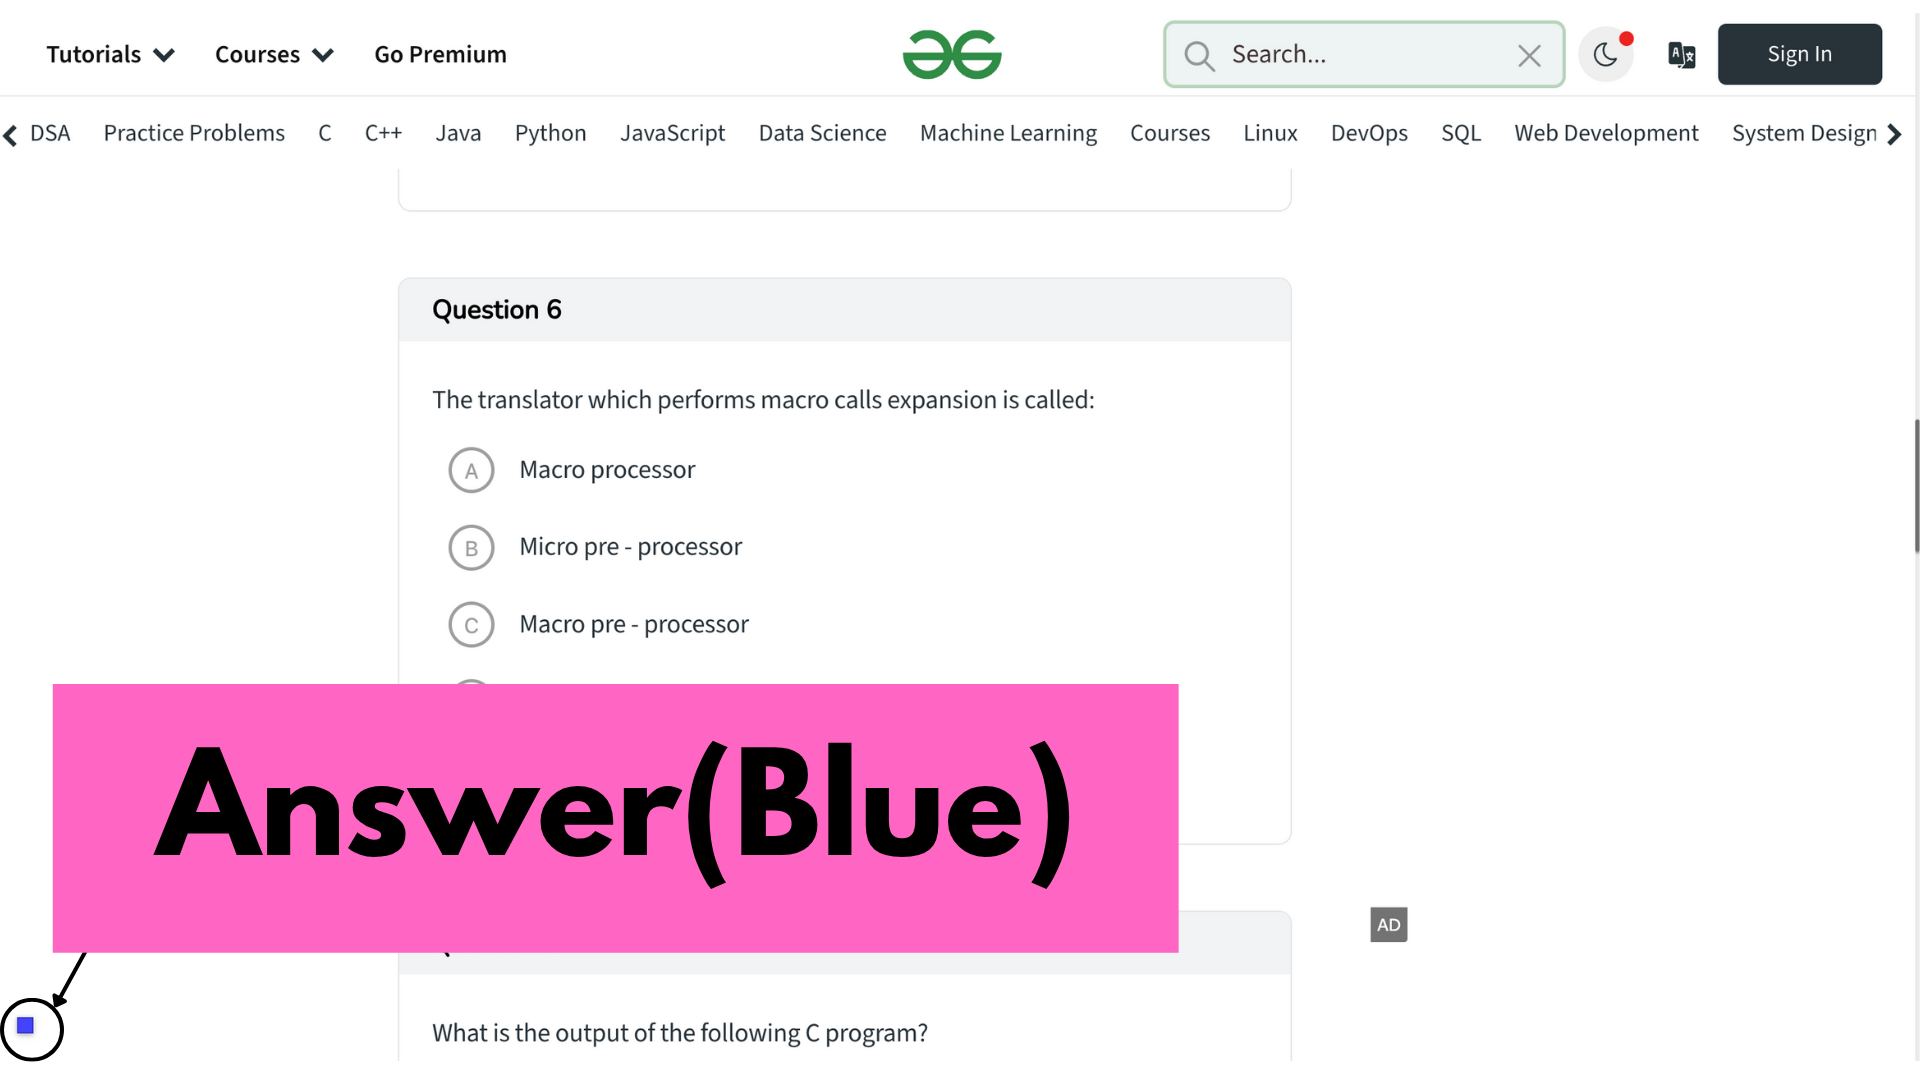 Tutorials Courses Go Premium Search... Sign In
DSA Practice Problems C C++ Java Python JavaScript Data Science Machine Learning Courses Linux DevOps SQL Web Development System Design
Question 6
The translator which performs macro calls expansion is called:
A Macro processor
B Micro pre - processor
C Macro pre - processor
Answer(Blue)
AD
What is the output of the following C program?